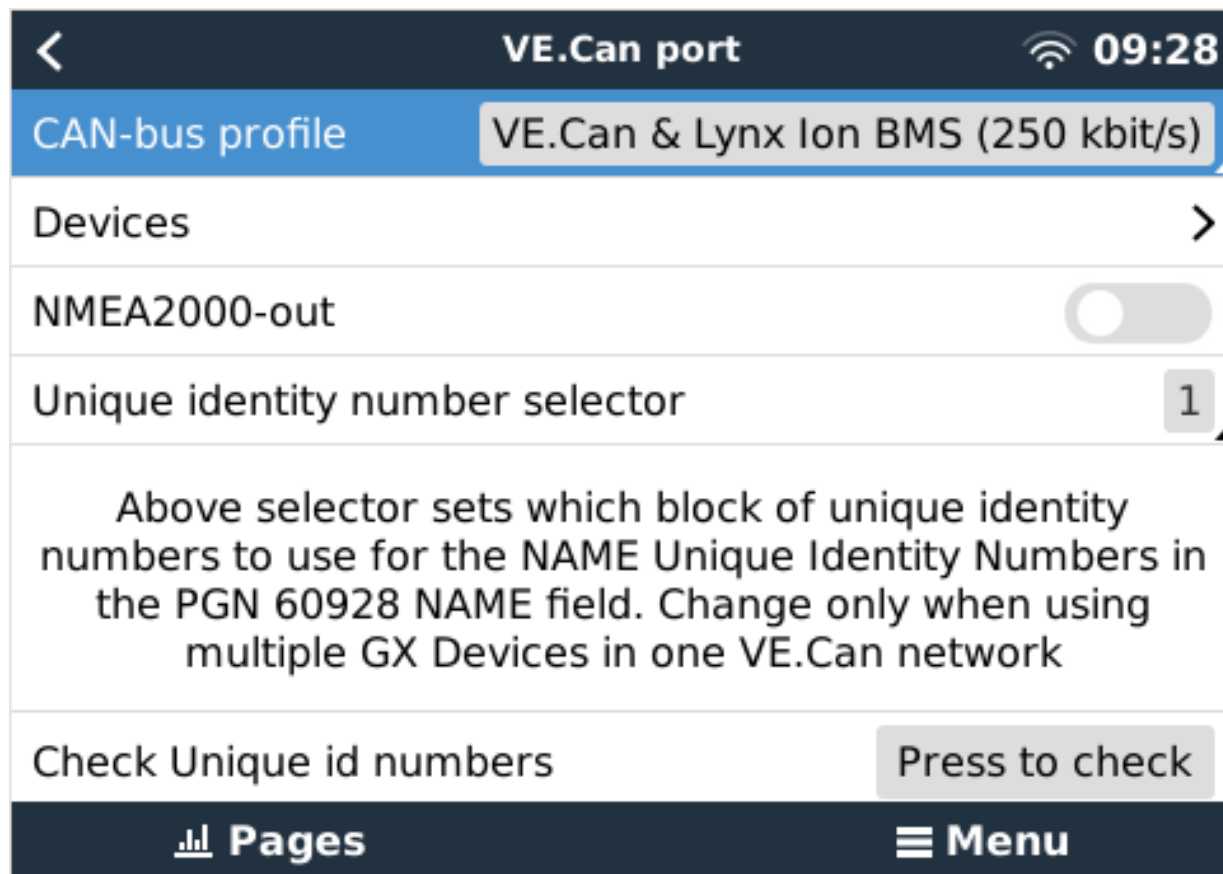 VE.Can port
09:28
CAN-bus profile
VE.Can & Lynx Ion BMS (250 kbit/s)
Devices
NMEA2000-out
Unique identity number selector
1
Above selector sets which block of unique identity
numbers to use for the NAME Unique Identity Numbers in
the PGN 60928 NAME field. Change only when using
multiple GX Devices in one VE.Can network
Check Unique id numbers
Press to check
Pages
Menu